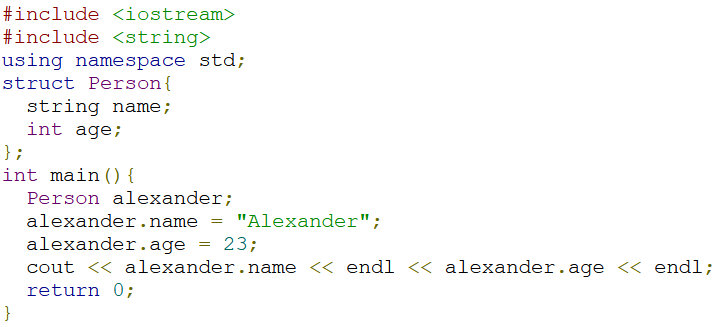 #include <iostream>
#include <string>
using namespace std;
struct Person{
  string name;
  int age;
};
int main(){
  Person alexander;
  alexander.name = "Alexander";
  alexander.age = 23;
  cout << alexander.name << endl << alexander.age << endl;
  return 0;
}